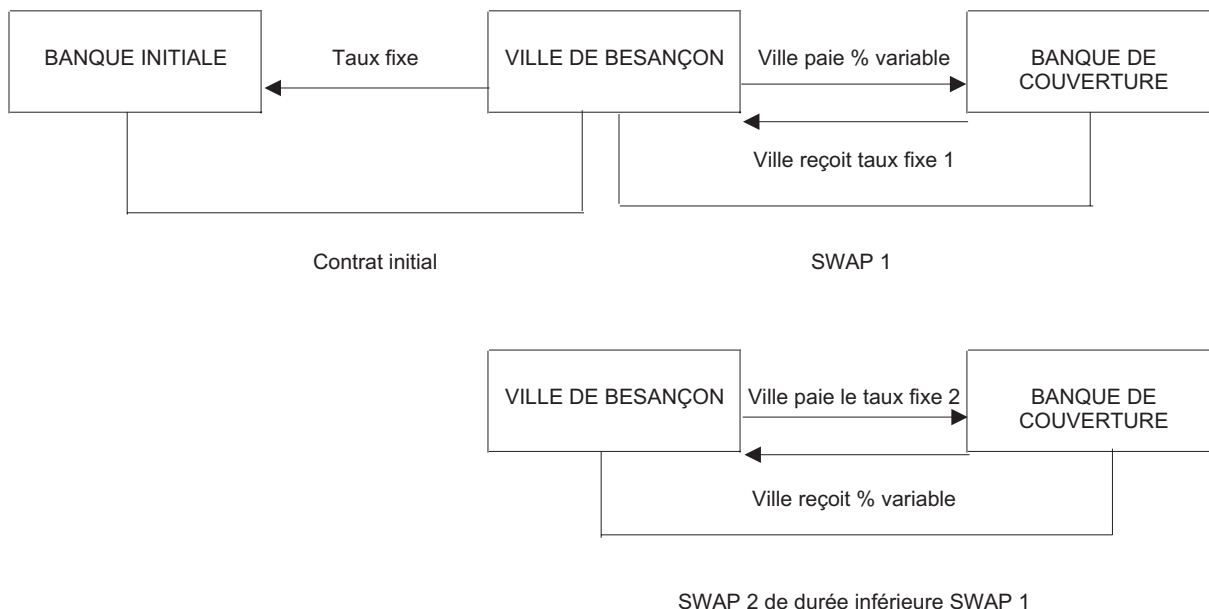 BANQUE INITIALE
Taux fixe
VILLE DE BESANÇON
Ville paie % variable
BANQUE DE
COUVERTURE
Ville reçoit taux fixe 1
Contrat initial
SWAP 1
VILLE DE BESANÇON
Ville paie le taux fixe 2
BANQUE DE
COUVERTURE
Ville reçoit % variable
SWAP 2 de durée inférieure SWAP 1